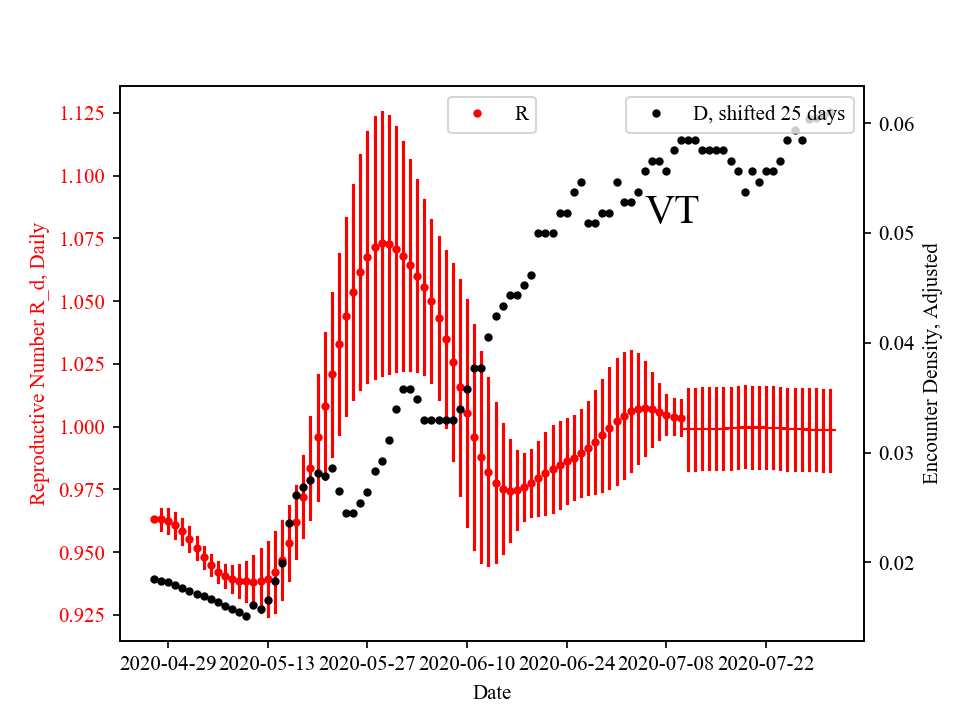 R
D, shifted 25 days
VT
Reproductive Number R_d, Daily
1.125
1.100
1.075
1.050
1.025
1.000
0.975
0.950
0.925
0.06
0.05
0.04
0.03
0.02
Encounter Density, Adjusted
2020-04-29 2020-05-13 2020-05-27 2020-06-10 2020-06-24 2020-07-08 2020-07-22
Date